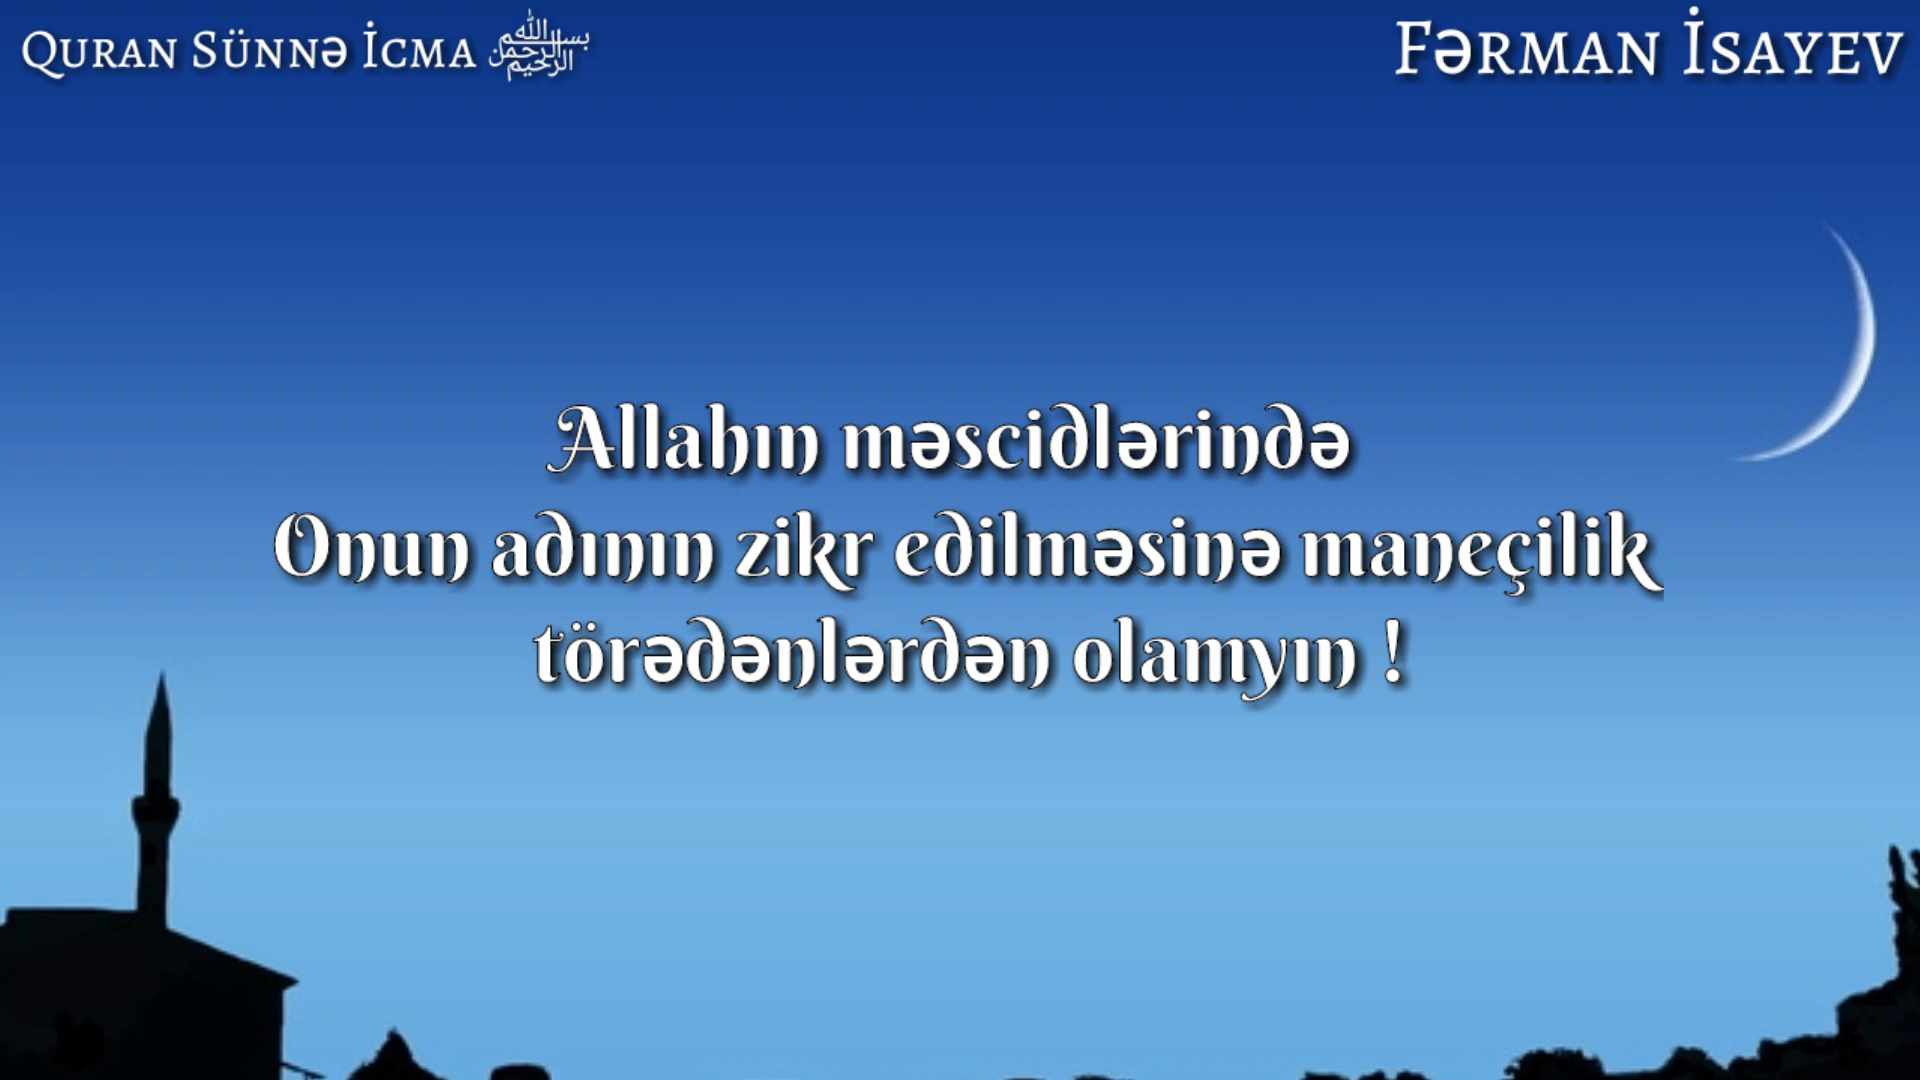 Quran Sünnə İcma ﷽
Fərman İsayev
Allahın məscidlərində
Onun adının zikr edilməsinə maneçilik
törədənlərdən olamyın !